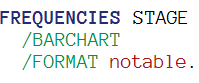 FREQUENCIES STAGE
/BARCHART
/FORMAT notable.